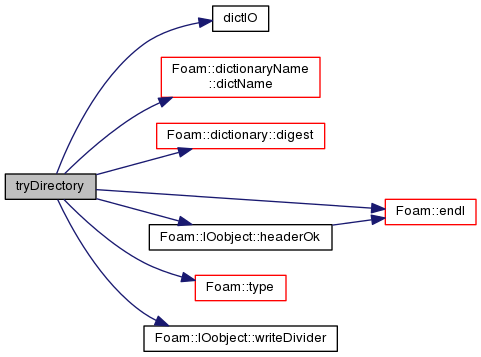 dictIO
Foam::dictionaryName
::dictName
Foam::dictionary::digest
tryDirectory
Foam::endl
Foam::IOobject::headerOk
Foam::type
Foam::IOobject::writeDivider